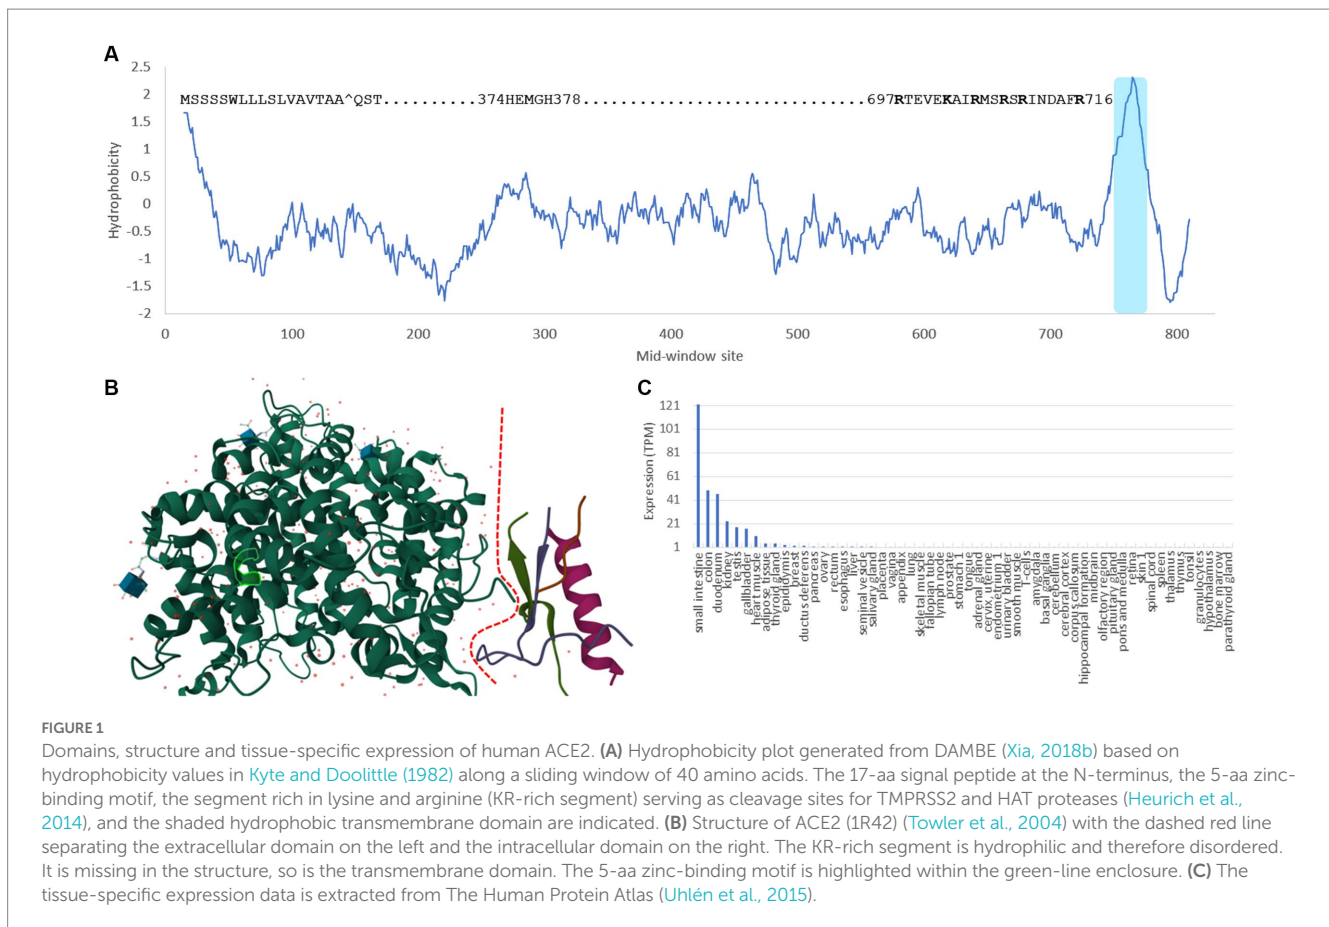 A
2.5
2
1.5
1
0.5
0
-0.5
-1
-1.5
-2
Hydrophobicity
MSSSSWLLLSLVAVTAA^QST..........374HEMGH378..............................697RTEVEKAIRMSRSRINDAFR716
0 100 200 300 400 500 600 700 800
Mid-window site
B
C
Expression (TPM)
121
101
81
61
41
21
1
small intestine
colon
duodenum
kidney
testis
gallbladder
heart muscle
adipose tissue
thyroid gland
epididymis
breast
ductus deferens
pancreas
ovary
rectum
esophagus
liver
seminal vesicle
salivary gland
placenta
vagina
appendix
lung
skeletal muscle
fallopian tube
lymph node
prostate
stomach 1
tongue
adrenal gland
cervix, uterine
endometrium 1
urinary bladder
smooth muscle
T-cells
amygdala
basal ganglia
cerebellum
cerebral cortex
corpus callosum
hippocampal formation
midbrain
olfactory region
pituitary gland
pons and medulla
retina
skin 1
spinal cord
spleen
thalamus
thymus
tonsil
granulocytes
hypothalamus
bone marrow
parathyroid gland
FIGURE 1
Domains, structure and tissue-specific expression of human ACE2. (A) Hydrophobicity plot generated from DAMBE (Xia, 2018b) based on
hydrophobicity values in Kyte and Doolittle (1982) along a sliding window of 40 amino acids. The 17-aa signal peptide at the N-terminus, the 5-aa zinc-
binding motif, the segment rich in lysine and arginine (KR-rich segment) serving as cleavage sites for TMPRSS2 and HAT proteases (Heurich et al.,
2014), and the shaded hydrophobic transmembrane domain are indicated. (B) Structure of ACE2 (1R42) (Towler et al., 2004) with the dashed red line
separating the extracellular domain on the left and the intracellular domain on the right. The KR-rich segment is hydrophilic and therefore disordered.
It is missing in the structure, so is the transmembrane domain. The 5-aa zinc-binding motif is highlighted within the green-line enclosure. (C) The
tissue-specific expression data is extracted from The Human Protein Atlas (Uhlén et al., 2015).